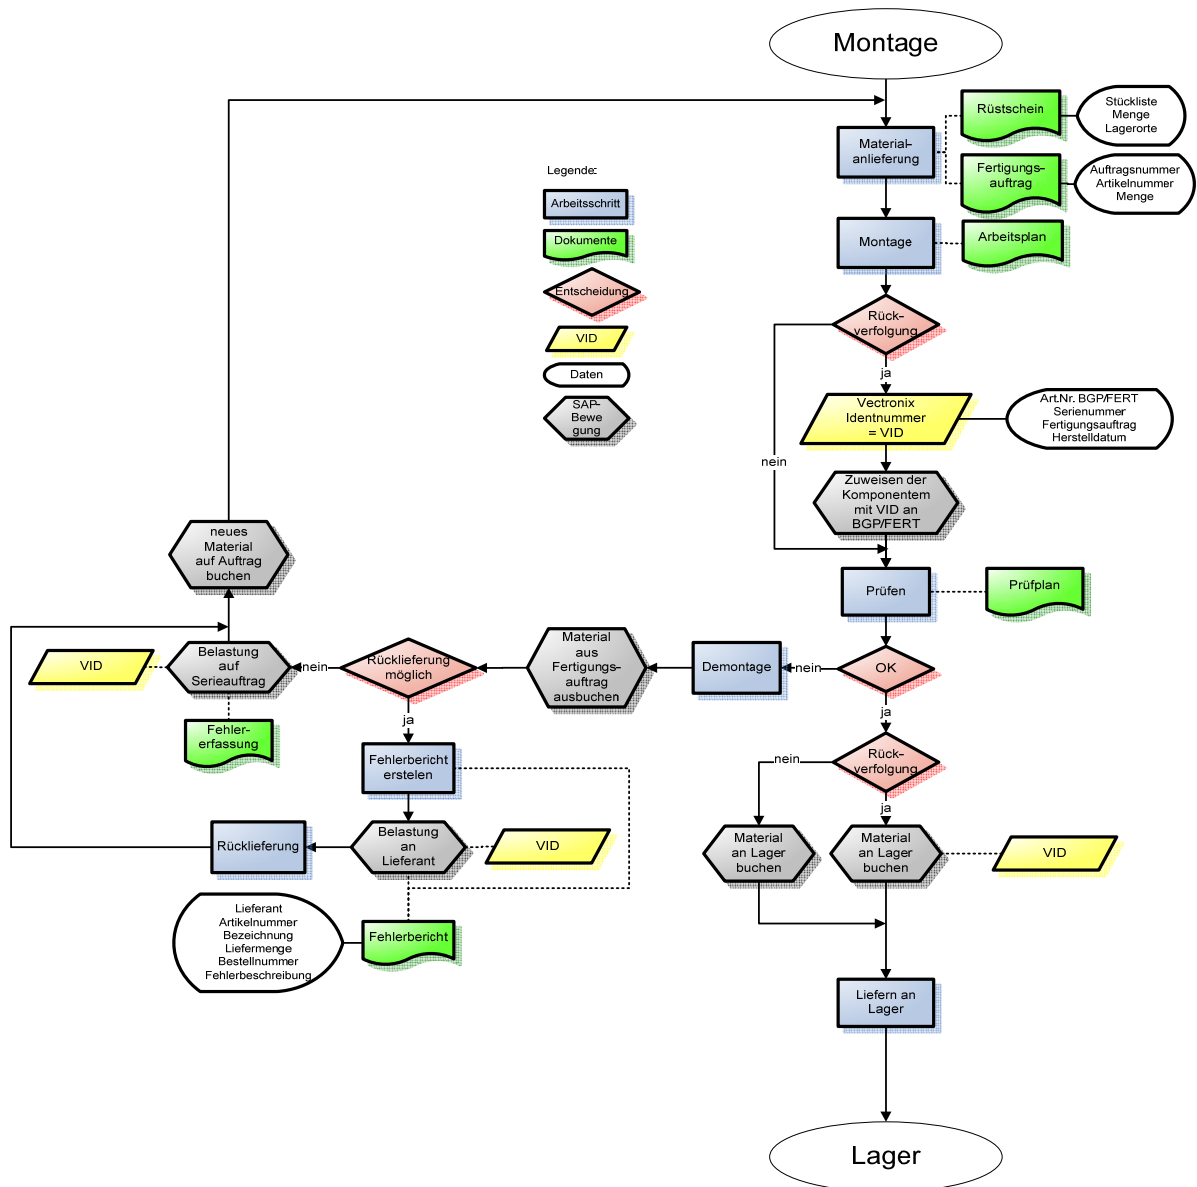 Montage
Rüstschein
Stückliste
Menge
Lagerorte
Material-
anlieferung
Fertigungs-
auftrag
Auftragsnummer
Artikelnummer
Menge
Legende:
Arbeitsschritt
Dokumente
Entscheidung
VID
Daten
SAP-
Bewe
gung
Montage
Arbeitsplan
Rück-
verfolgung
ja
nein
Vectronix
Identnummer
= VID
Art.Nr. BGP/FERT
Serienummer
Fertigungsauftrag
Herstelldatum
Zuweisen der
Komponentem
mit VID an
BGP/FERT
neues
Material
auf Auftrag
buchen
Prüfen
Prüfplan
VID
Belastung
auf
Serieauftrag
nein
Rücklieferung
möglich
Material
aus
Fertigungs-
auftrag
ausbuchen
Demontage
nein
OK
ja
ja
Fehler-
erfassung
Fehlerbericht
erstelen
nein
Rück-
verfolgung
ja
Rücklieferung
Belastung
an
Lieferant
VID
Material
an Lager
buchen
Material
an Lager
buchen
VID
Lieferant
Artikelnummer
Bezeichnung
Liefermenge
Bestellnummer
Fehlerbeschreibung
Fehlerbericht
Liefern an
Lager
Lager